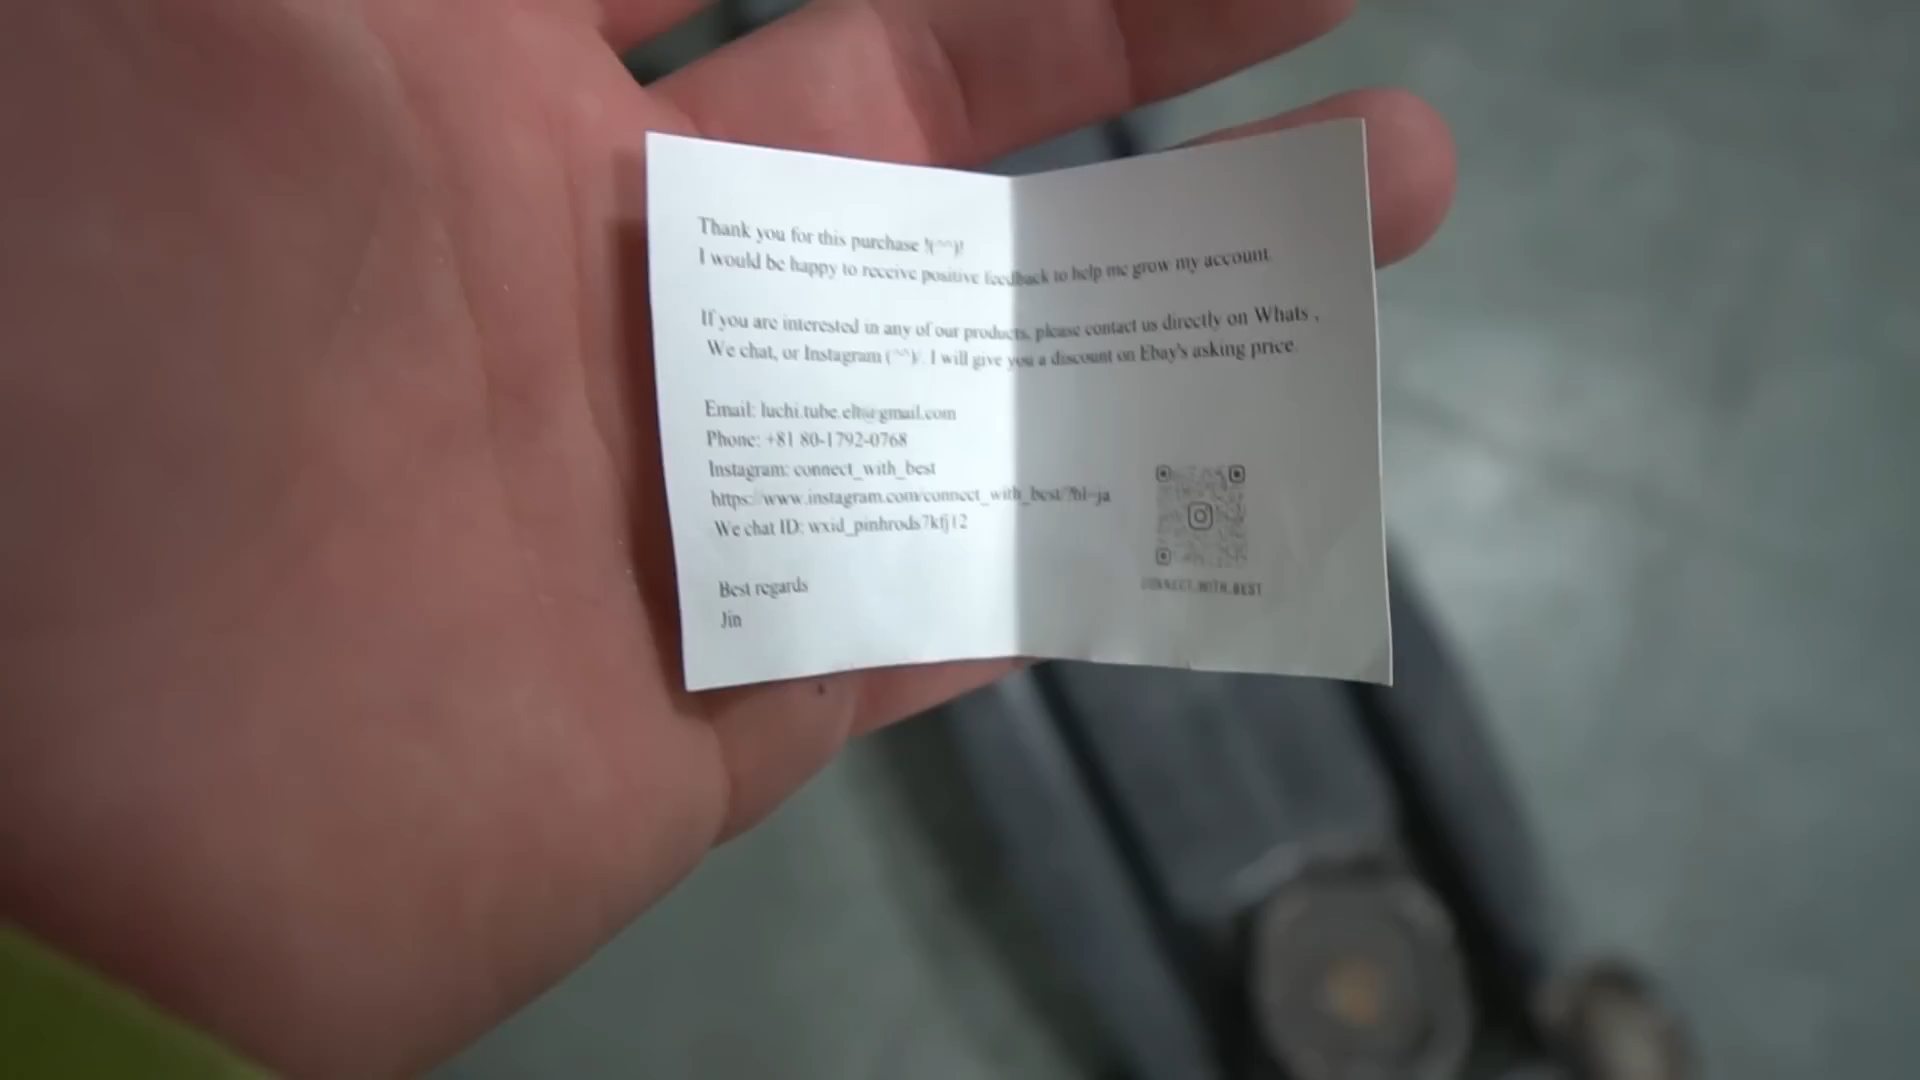 Thank you for this purchase !(^^)!
I would be happy to receive positive feedback to help me grow my account.
If you are interested in any of our products, please contact us directly on Whats ,
We chat, or Instagram (^^)/. I will give you a discount on Ebay's asking price.
Email: luchi.tube.elt@gmail.com
Phone: +81 80-1792-0768
Instagram: connect_with_best
https://www.instagram.com/connect_with_best/?hl=ja
We chat ID: wxid_pinhrods7kfj12
Best regards
Jin
CONNECT_WITH_BEST